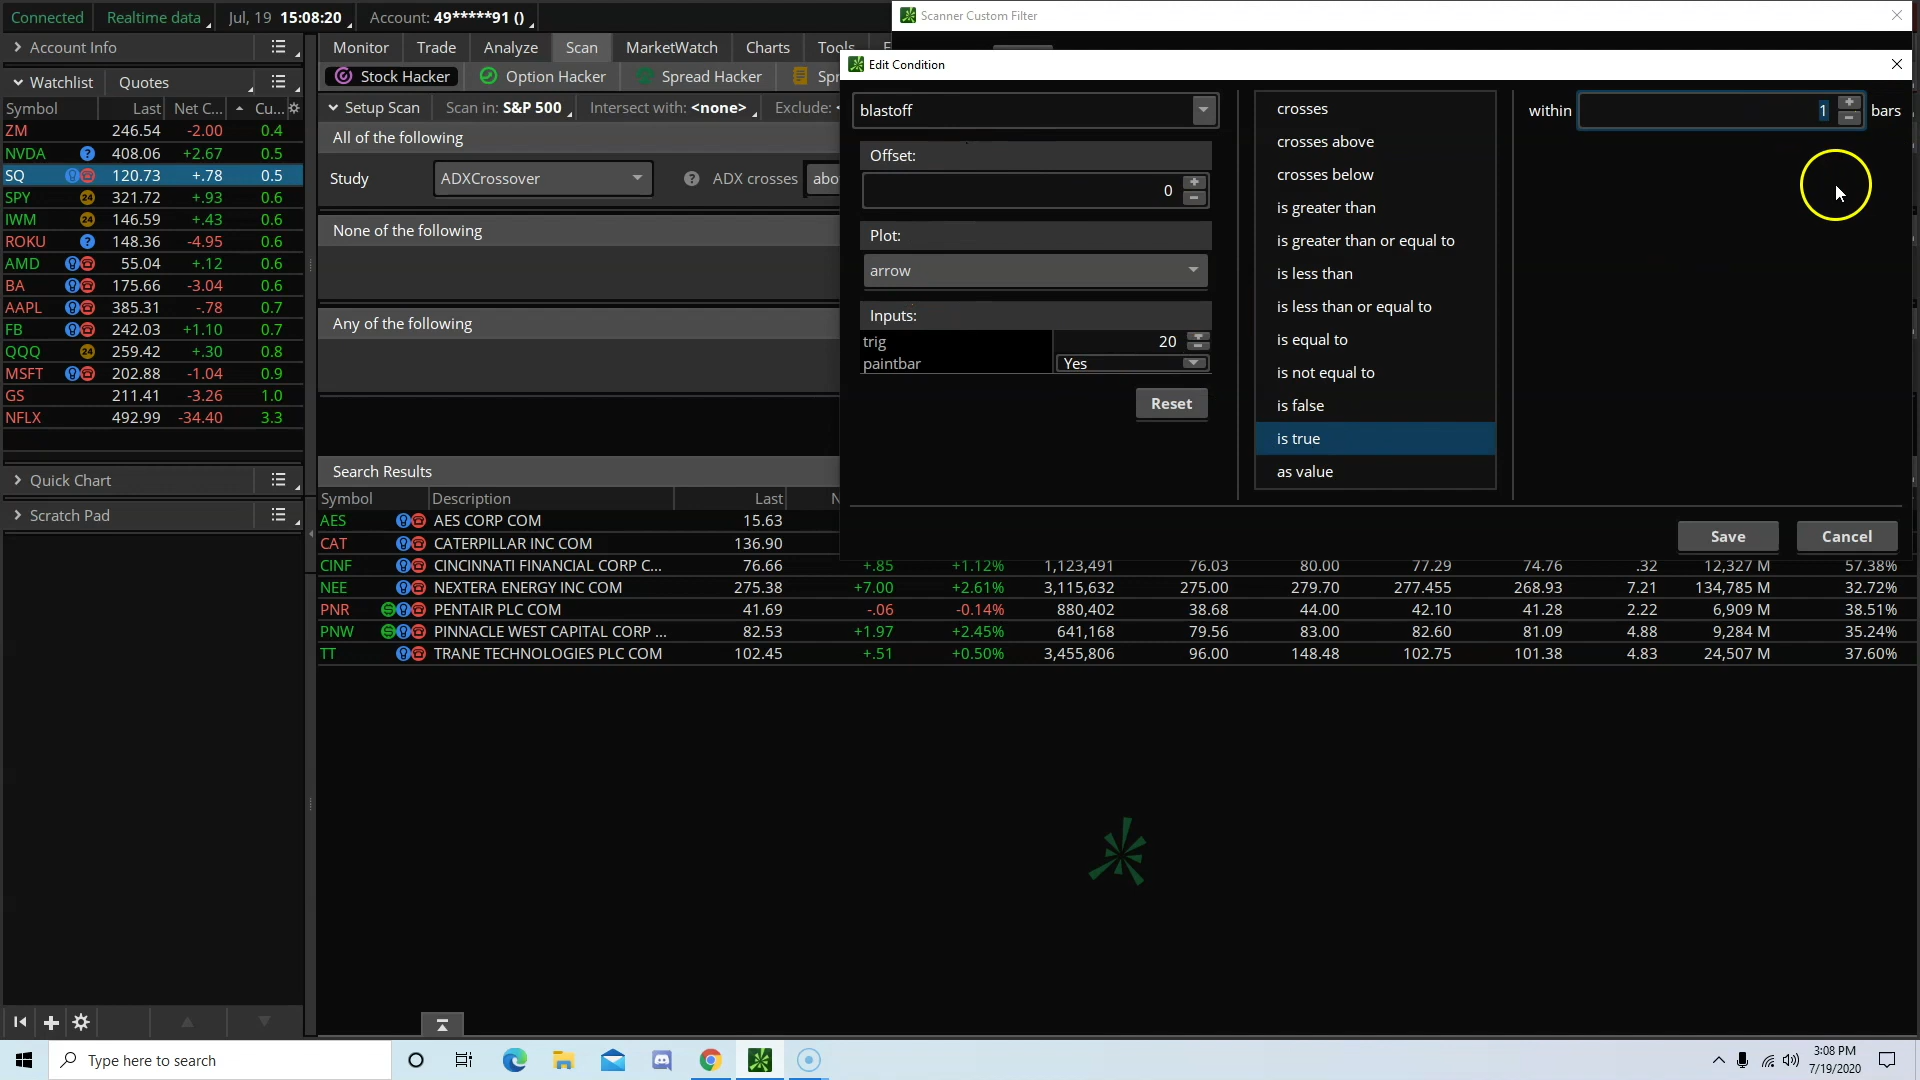 Connected Realtime data Jul, 19 15:08:20 Account: 49*****91 ()
Scanner Custom Filter
Account Info
Monitor Trade Analyze Scan MarketWatch Charts Tools
Edit Condition
Watchlist Quotes
Stock Hacker Option Hacker Spread Hacker
Symbol Last Net C... Cu...
Setup Scan Scan in: S&P 500 Intersect with: <none> Exclude:
ZM 246.54 -2.00 0.4
NVDA 408.06 +2.67 0.5
SQ 120.73 +.78 0.5
SPY 24 321.72 +.93 0.6
IWM 24 146.59 +.43 0.6
ROKU 148.36 -4.95 0.6
AMD 55.04 +.12 0.6
BA 175.66 -3.04 0.6
AAPL 385.31 -.78 0.7
FB 242.03 +1.10 0.7
QQQ 24 259.42 +.30 0.8
MSFT 202.88 -1.04 0.9
GS 211.41 -3.26 1.0
NFLX 492.99 -34.40 3.3
Quick Chart
Scratch Pad
All of the following
Study ADXCrossover ? ADX crosses abo
None of the following
Any of the following
blastoff
Offset:
0
Plot:
arrow
Inputs:
trig 20
paintbar Yes
Reset
crosses
crosses above
crosses below
is greater than
is greater than or equal to
is less than
is less than or equal to
is equal to
is not equal to
is false
is true
as value
within 1 bars
Save Cancel
Search Results
Symbol Description Last
AES AES CORP COM 15.63
CAT CATERPILLAR INC COM 136.90
CINF CINCINNATI FINANCIAL CORP C... 76.66 +.85 +1.12% 1,123,491 76.03 80.00 77.29 74.76 .32 12,327 M 57.38%
NEE NEXTERA ENERGY INC COM 275.38 +7.00 +2.61% 3,115,632 275.00 279.70 277.455 268.93 7.21 134,785 M 32.72%
PNR PENTAIR PLC COM 41.69 -.06 -0.14% 880,402 38.68 44.00 42.10 41.28 2.22 6,909 M 38.51%
PNW PINNACLE WEST CAPITAL CORP ... 82.53 +1.97 +2.45% 641,168 79.56 83.00 82.60 81.09 4.88 9,284 M 35.24%
TT TRANE TECHNOLOGIES PLC COM 102.45 +.51 +0.50% 3,455,806 96.00 148.48 102.75 101.38 4.83 24,507 M 37.60%
Type here to search
3:08 PM
7/19/2020